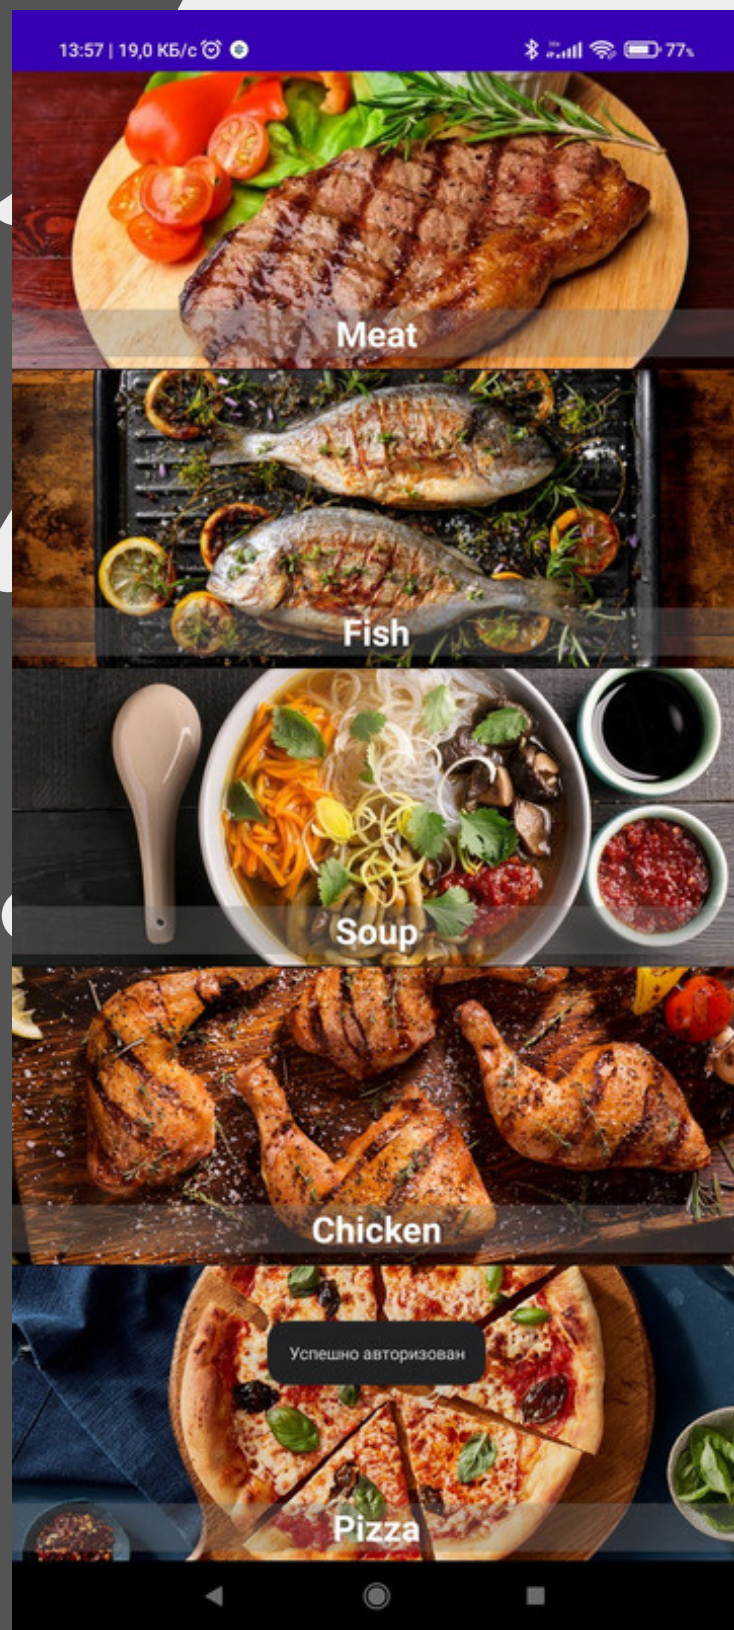 13:57 | 19,0 КБ/с
77%
Meat
Fish
Soup
Chicken
Успешно авторизован
Pizza